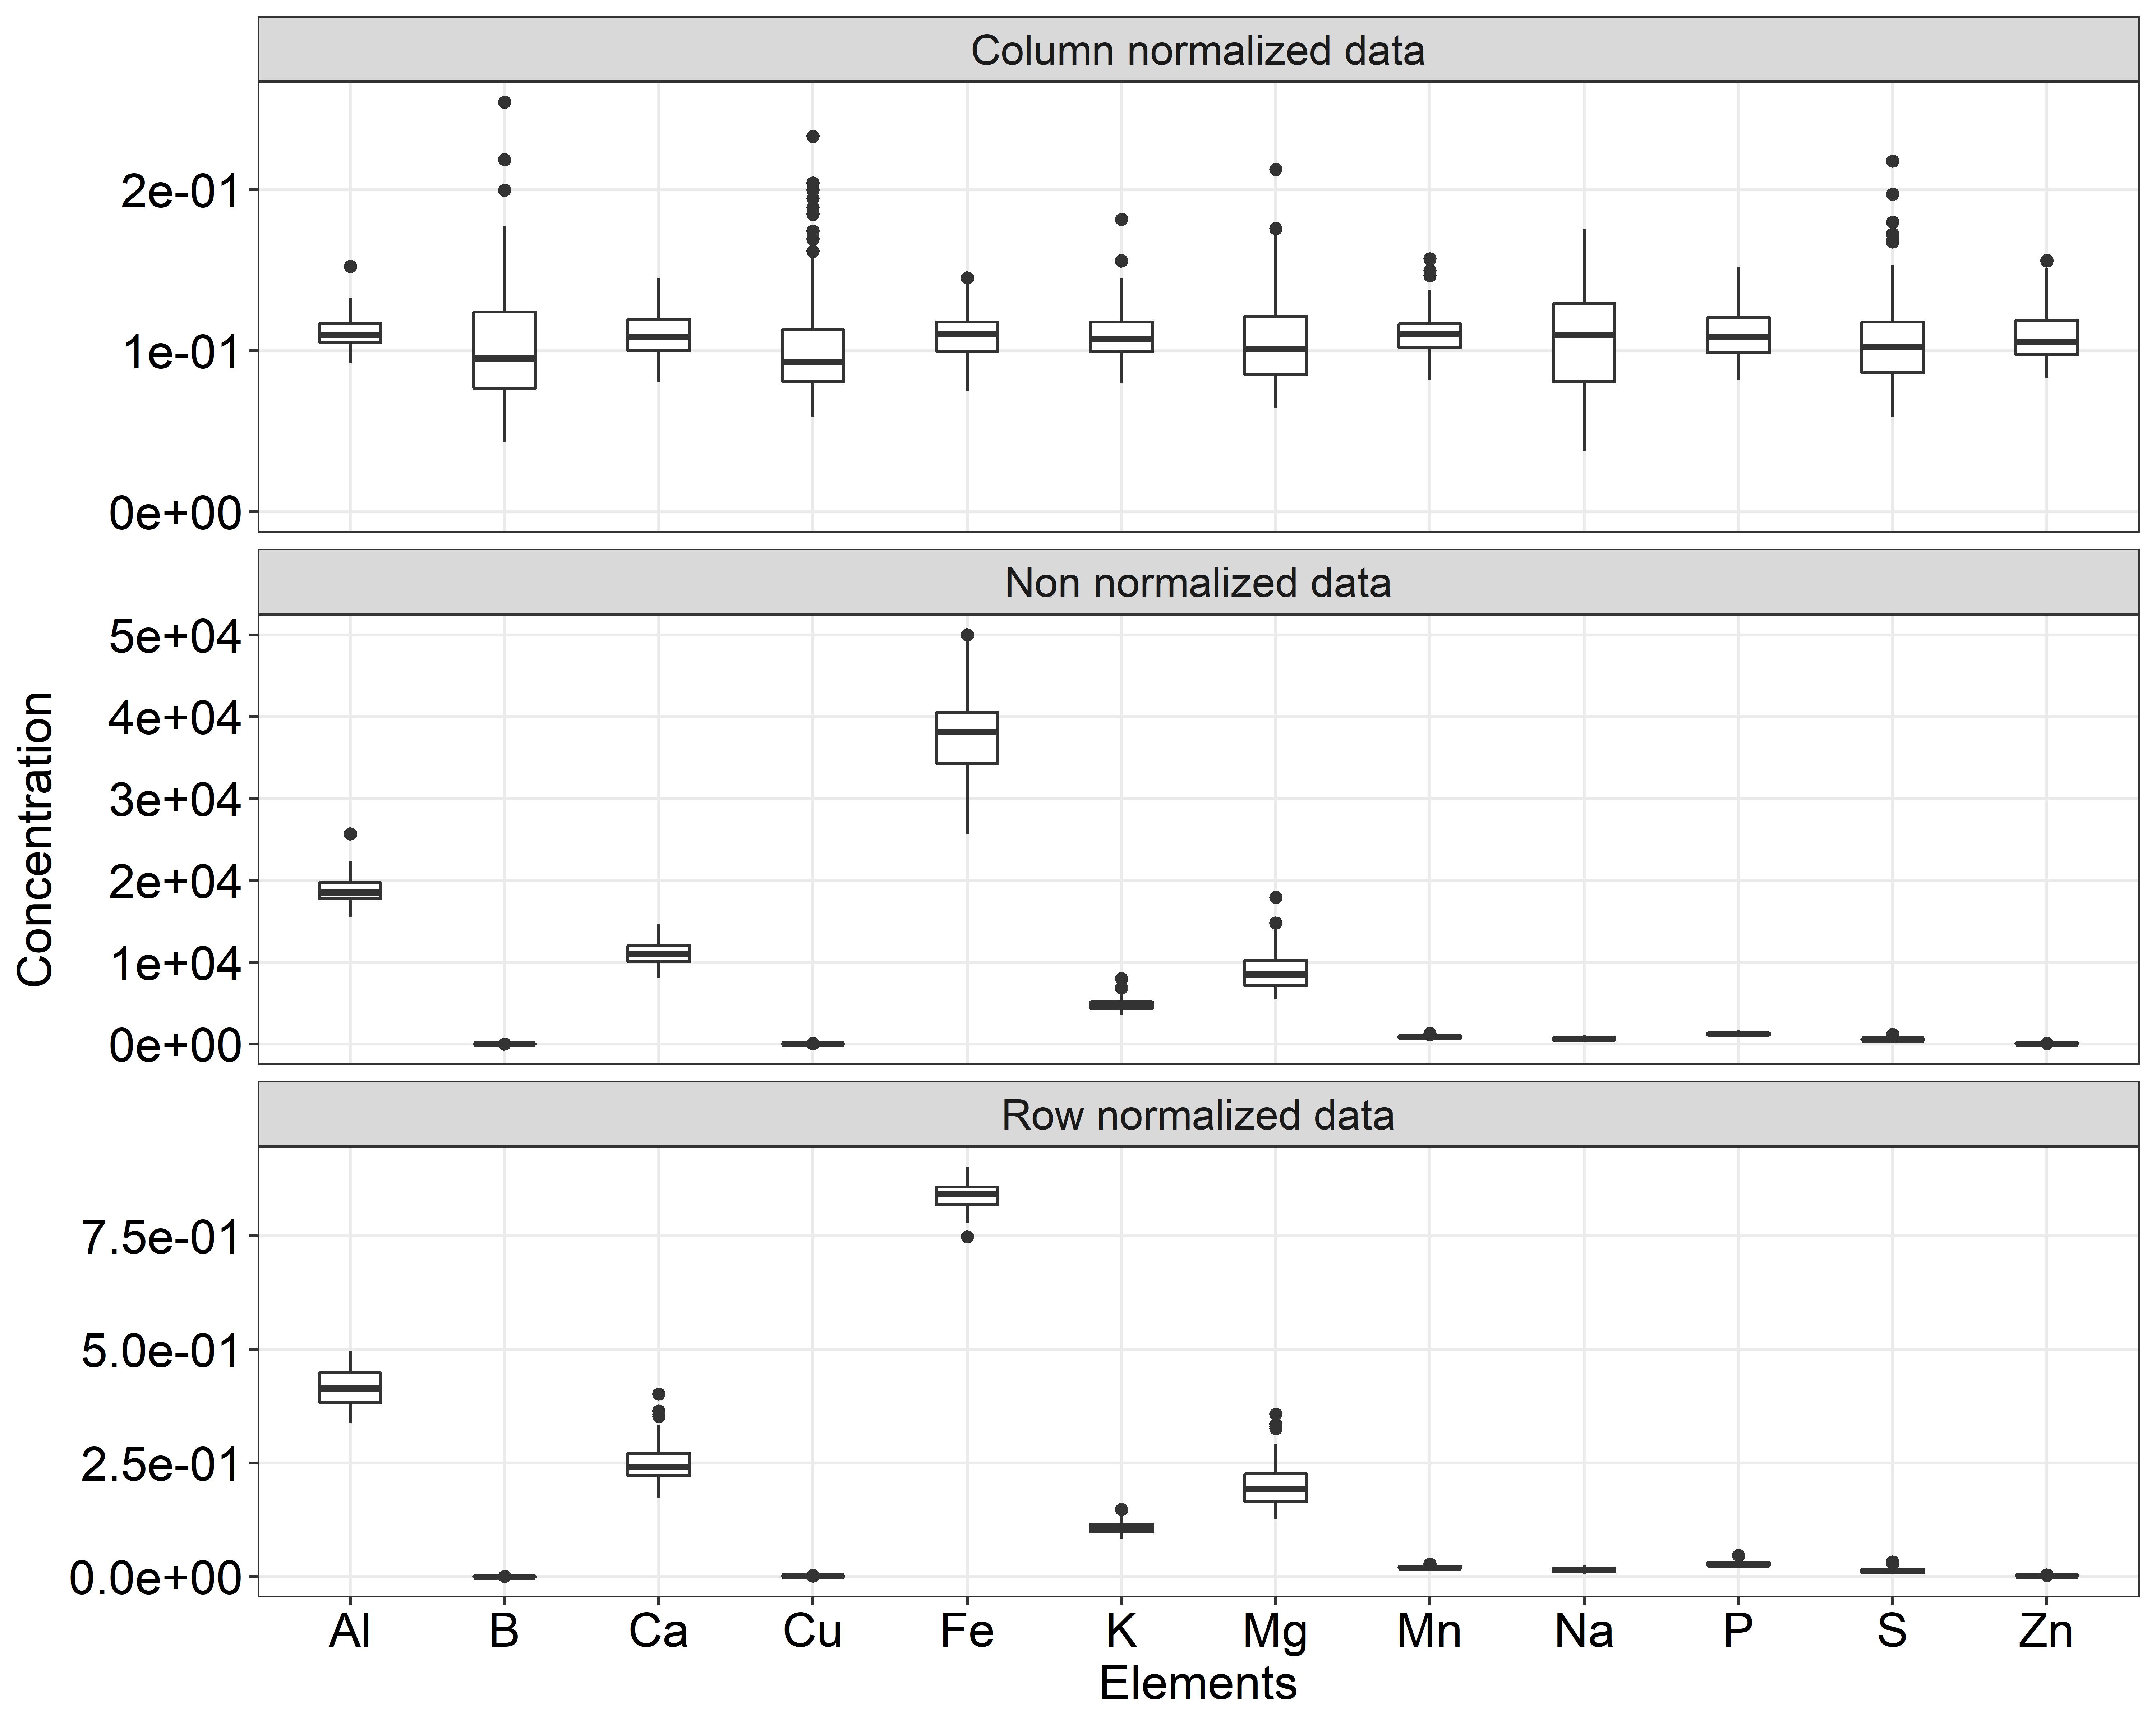 Column normalized data
2e-01
1e-01
0e+00
Non normalized data
5e+04
4e+04
3e+04
2e+04
1e+04
0e+00
Concentration
Row normalized data
7.5e-01
5.0e-01
2.5e-01
0.0e+00
Al B Ca Cu Fe K Mg Mn Na P S Zn
Elements